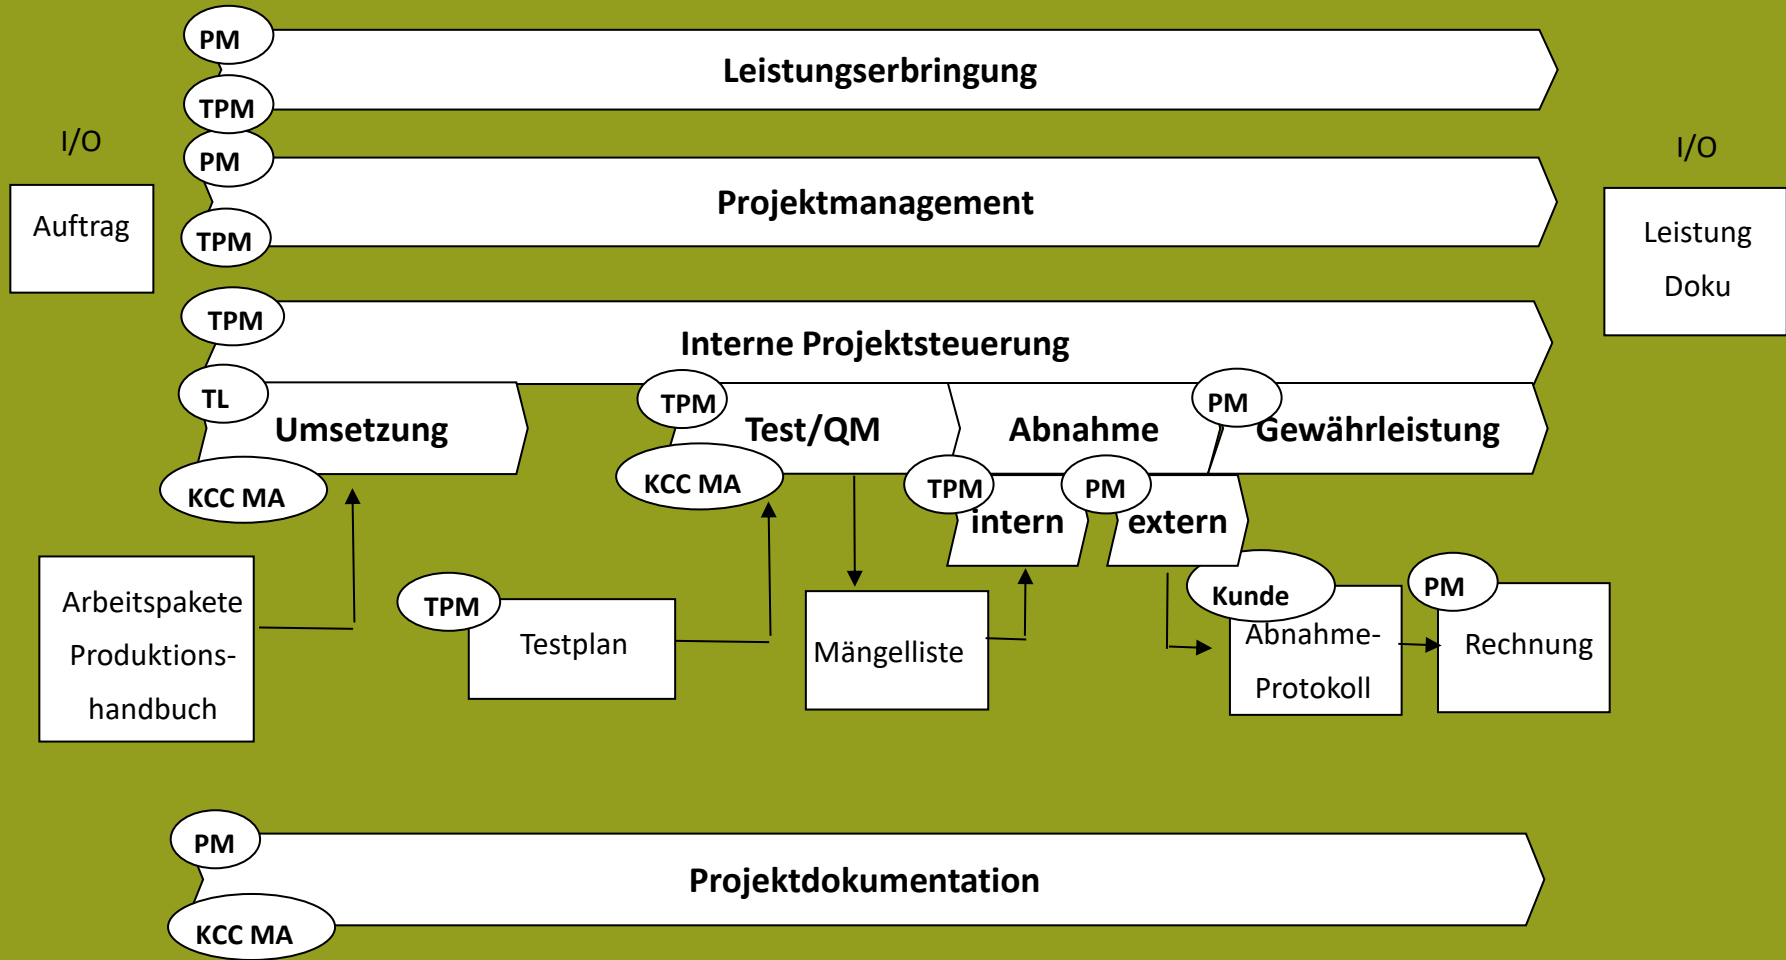 PM
Leistungserbringung
TPM
I/O
PM
I/O
Auftrag
Projektmanagement
TPM
Leistung
Doku
TPM
Interne Projektsteuerung
TL
Umsetzung
KCC MA
TPM
Test/QM
KCC MA
Abnahme
PM
Gewährleistung
TPM
intern
PM
extern
Arbeitspakete
Produktions-
handbuch
TPM
Testplan
Mängelliste
Kunde
Abnahme-
Protokoll
PM
Rechnung
PM
Projektdokumentation
KCC MA